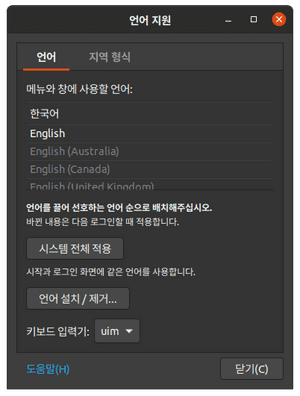 언어 지원
언어 지역 형식
메뉴와 창에 사용할 언어:
한국어
English
English (Australia)
English (Canada)
English (United Kingdom)
언어를 끌어 선호하는 언어 순으로 배치해주십시오.
바뀐 내용은 다음 로그인할 때 적용합니다.
시스템 전체 적용
시작과 로그인 화면에 같은 언어를 사용합니다.
언어 설치 / 제거...
키보드 입력기: uim
도움말(H) 닫기(C)